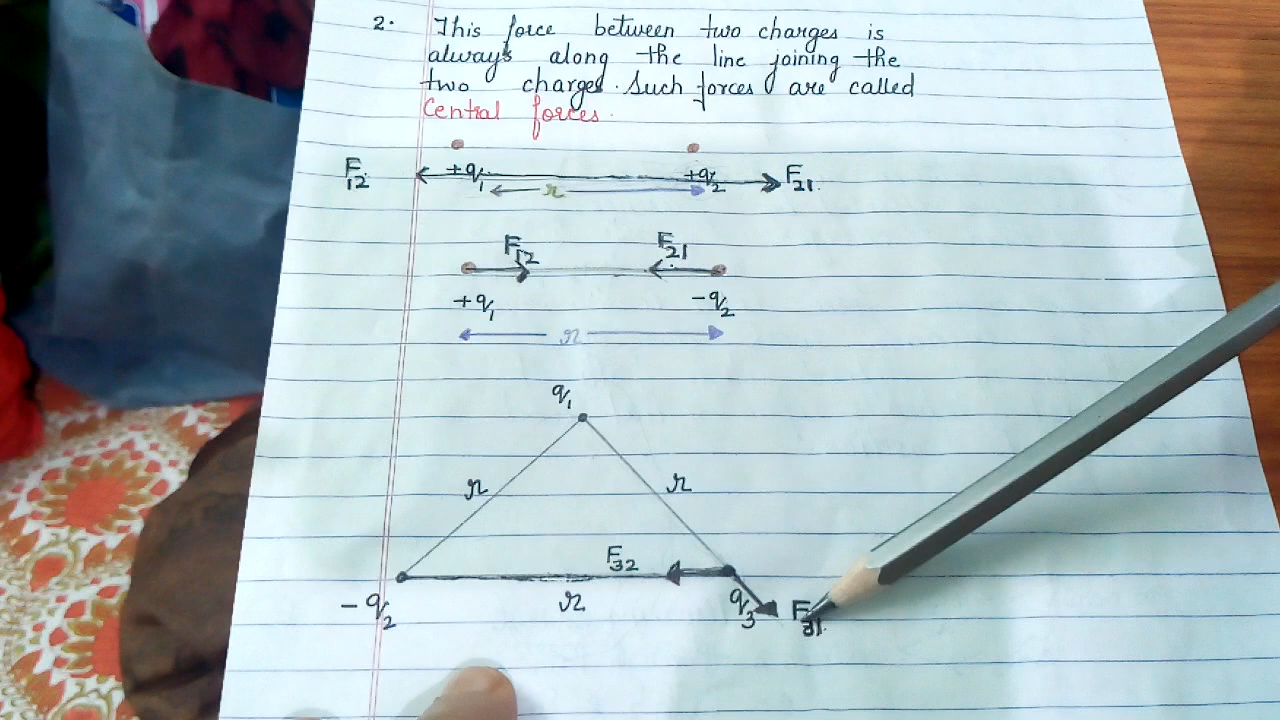 2. This force between two charges is
always along the line joining the
two charges. Such forces are called
Central forces.
F12 +q1 r +q2 F21
F12 F21
+q1 -q2
r
q1
r r
F32
-q2 r q3 F31